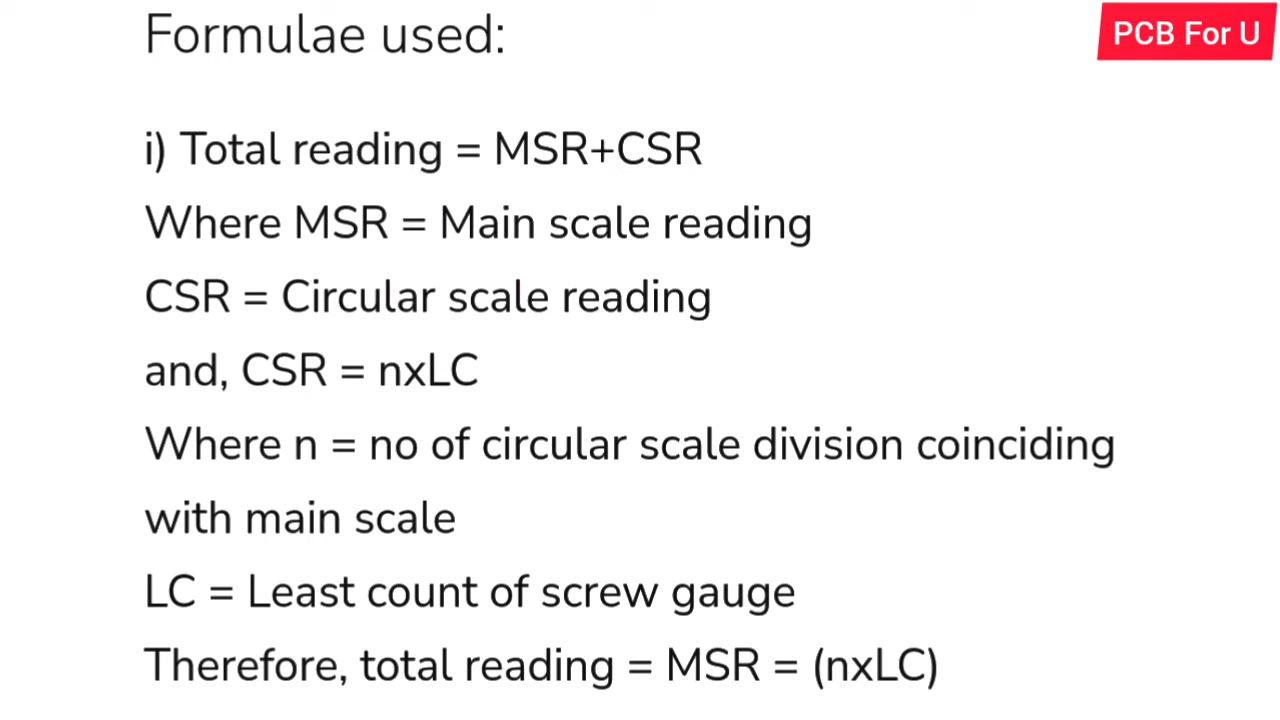 Formulae used:
PCB For U
i) Total reading = MSR+CSR
Where MSR = Main scale reading
CSR = Circular scale reading
and, CSR = nxLC
Where n = no of circular scale division coinciding
with main scale
LC = Least count of screw gauge
Therefore, total reading = MSR = (nxLC)